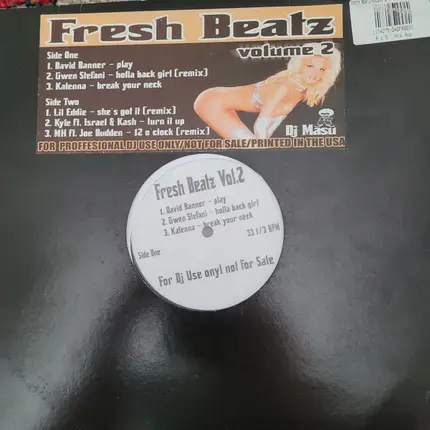 Fresh Beatz
volume 2
Side One
1. David Banner - play
2. Gwen Stefani - holla back girl (remix)
3. Kalenna - break your neck
Side Two
1. Lil Eddie - she's got it (remix)
2. Kyle ft. Israel & Kash - turn it up
3. MH ft. Joe Budden - 12 o clock (remix)
Dj Masu
FOR PROFFESIONAL DJ USE ONLY/NOT FOR SALE/PRINTED IN THE USA
Fresh Beatz Vol.2
1. David Banner - play
2. Gwen Stefani - holla back girl
3. Kalenna - break your neck
Side One
33 1/3 RPM
For Dj Use onyl not For Sale